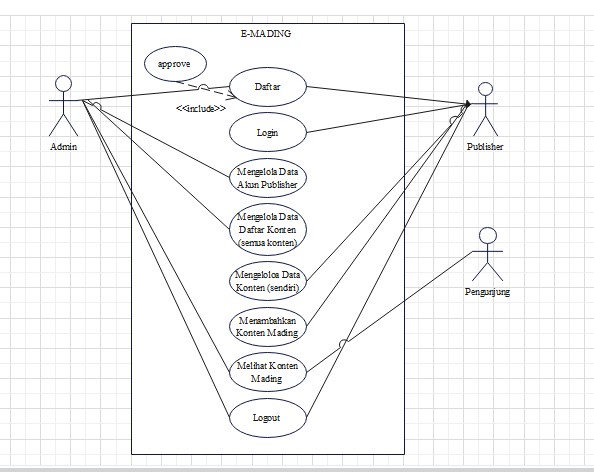 E-MADING
approve
Daftar
<<include>>
Login
Admin
Publisher
Mengelola Data
Akun Publisher
Mengelola Data
Daftar Konten
(semua konten)
Mengeloloa Data
Konten (sendiri)
Pengunjung
Menambahkan
Konten Mading
Melihat Konten
Mading
Logout